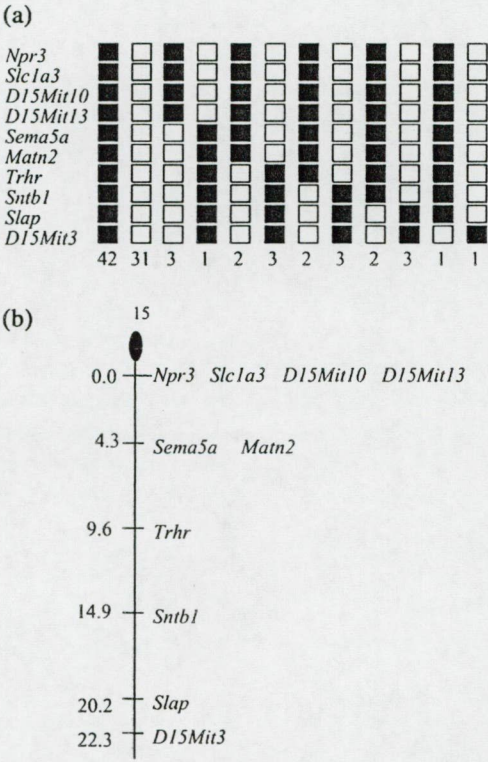 (a)
Npr3
Slc1a3
D15Mit10
D15Mit13
Sema5a
Matn2
Trhr
Sntb1
Slap
D15Mit3
42 31 3 1 2 3 2 3 2 3 1 1
(b)
15
0.0 Npr3 Slc1a3 D15Mit10 D15Mit13
4.3 Sema5a Matn2
9.6 Trhr
14.9 Sntb1
20.2 Slap
22.3 D15Mit3